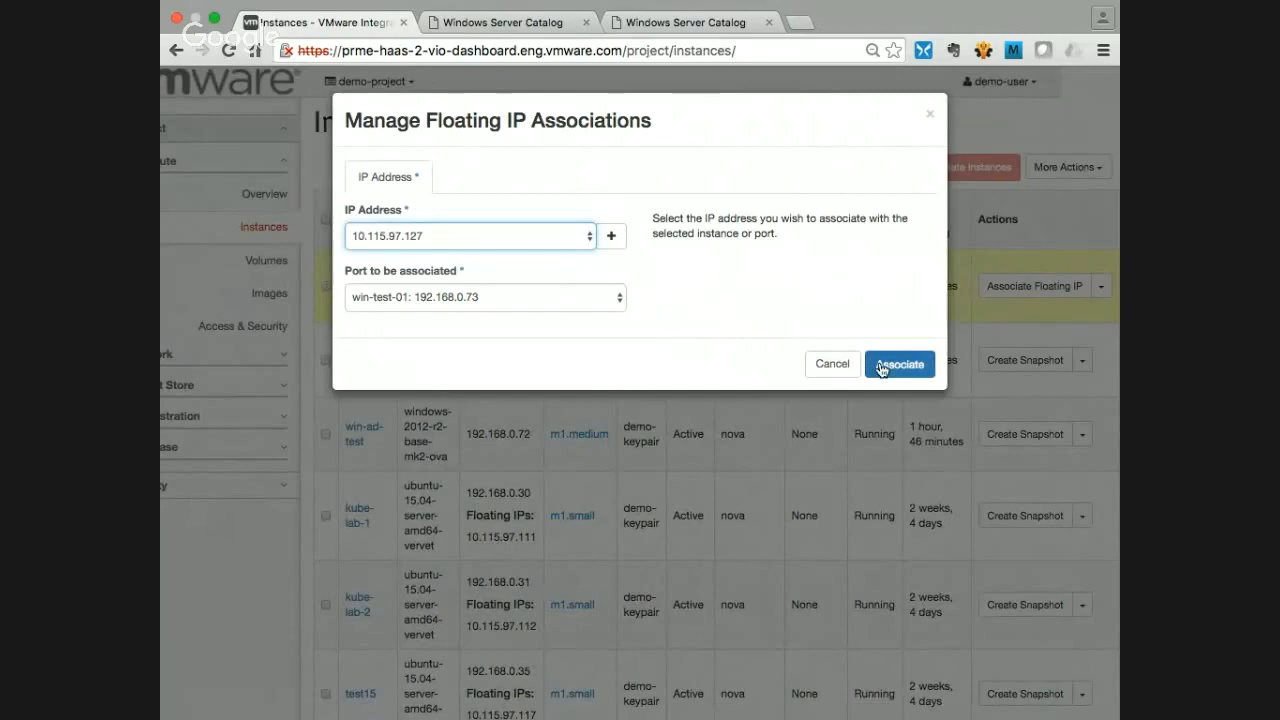 Instances - VMware Integr
Windows Server Catalog
Windows Server Catalog
Google
https://prme-haas-2-vio-dashboard.eng.vmware.com/project/instances/
mware
demo-project
demo-user
Manage Floating IP Associations
More Actions
IP Address *
IP Address *
10.115.97.127
Select the IP address you wish to associate with the
selected instance or port.
Port to be associated *
win-test-01: 192.168.0.73
Cancel
Associate
Overview
Instances
Volumes
Images
Access & Security
Actions
Associate Floating IP
Create Snapshot
win-ad-
test
windows-
2012-r2-
base-
mk2-ova
192.168.0.72
m1.medium
demo-
keypair
Active
nova
None
Running
1 hour,
46 minutes
Create Snapshot
kube-
lab-1
ubuntu-
15.04-
server-
amd64-
vervet
192.168.0.30
Floating IPs:
10.115.97.111
m1.small
demo-
keypair
Active
nova
None
Running
2 weeks,
4 days
Create Snapshot
kube-
lab-2
ubuntu-
15.04-
server-
amd64-
vervet
192.168.0.31
Floating IPs:
10.115.97.112
m1.small
demo-
keypair
Active
nova
None
Running
2 weeks,
4 days
Create Snapshot
test15
ubuntu-
15.04-
server-
amd64-
192.168.0.35
Floating IPs:
10.115.97.117
m1.small
demo-
keypair
Active
nova
None
Running
2 weeks,
4 days
Create Snapshot